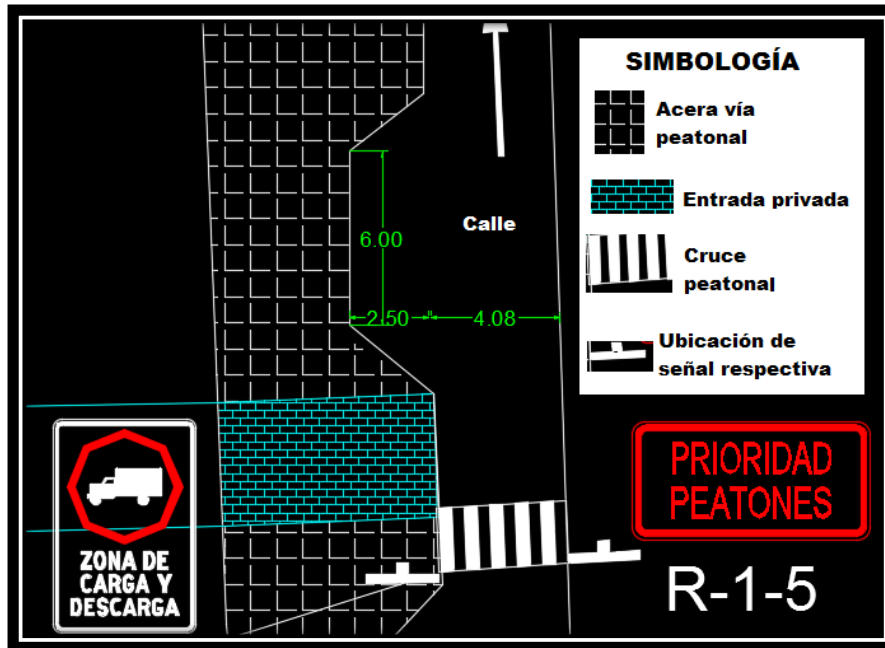 SIMBOLOGÍA
Acera vía
peatonal
Entrada privada
Cruce
peatonal
Ubicación de
señal respectiva
Calle
6.00
2.50
4.08
ZONA DE
CARGA Y
DESCARGA
PRIORIDAD
PEATONES
R-1-5